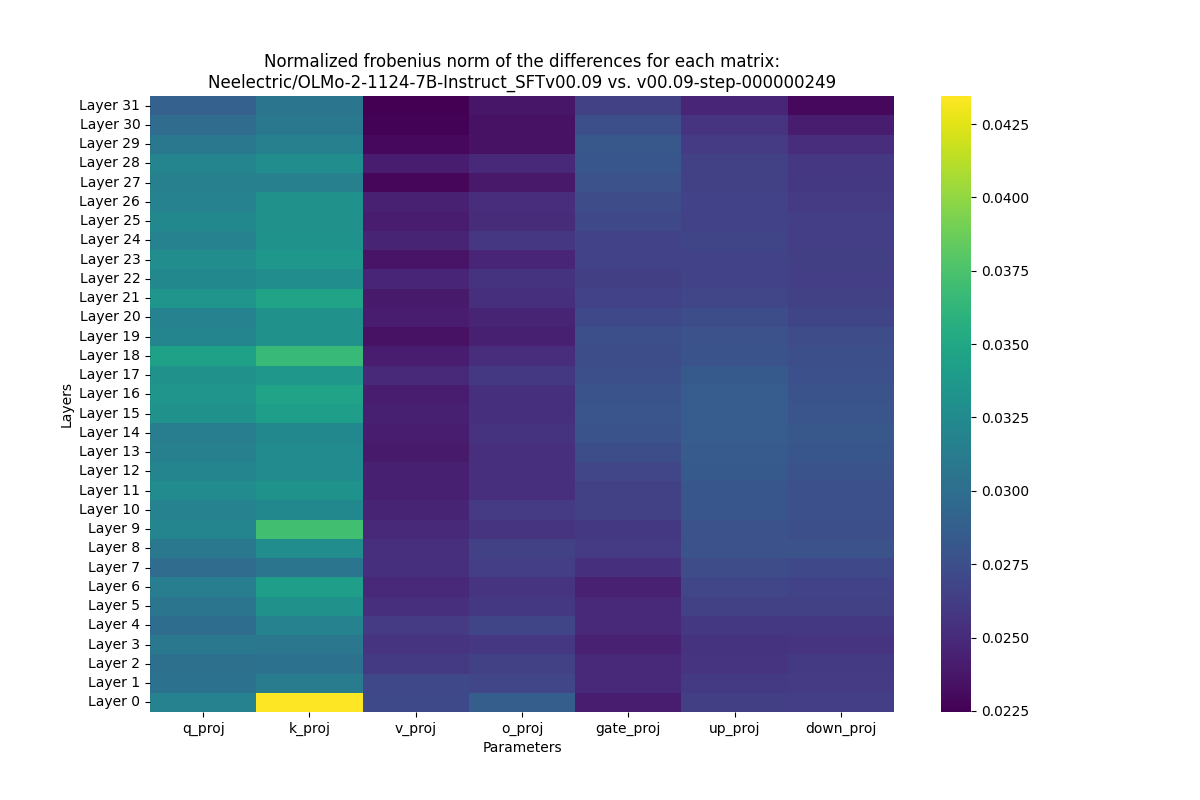 Normalized frobenius norm of the differences for each matrix:
Neelectric/OLMo-2-1124-7B-Instruct_SFTv00.09 vs. v00.09-step-000000249
Layer 31
Layer 30
Layer 29
Layer 28
Layer 27
Layer 26
Layer 25
Layer 24
Layer 23
Layer 22
Layer 21
Layer 20
Layer 19
Layer 18
Layer 17
Layer 16
Layer 15
Layer 14
Layer 13
Layer 12
Layer 11
Layer 10
Layer 9
Layer 8
Layer 7
Layer 6
Layer 5
Layer 4
Layer 3
Layer 2
Layer 1
Layer 0
Layers
q_proj
k_proj
v_proj
o_proj
gate_proj
up_proj
down_proj
Parameters
0.0425
0.0400
0.0375
0.0350
0.0325
0.0300
0.0275
0.0250
0.0225